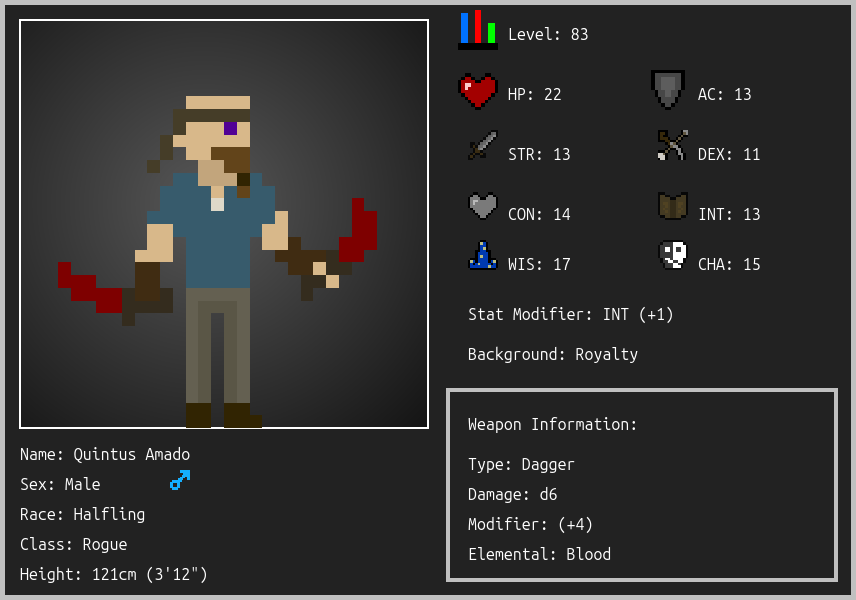 Level: 83
HP: 22
AC: 13
STR: 13
DEX: 11
CON: 14
INT: 13
WIS: 17
CHA: 15
Stat Modifier: INT (+1)
Background: Royalty
Weapon Information:
Type: Dagger
Damage: d6
Modifier: (+4)
Elemental: Blood
Name: Quintus Amado
Sex: Male
Race: Halfling
Class: Rogue
Height: 121cm (3'12")